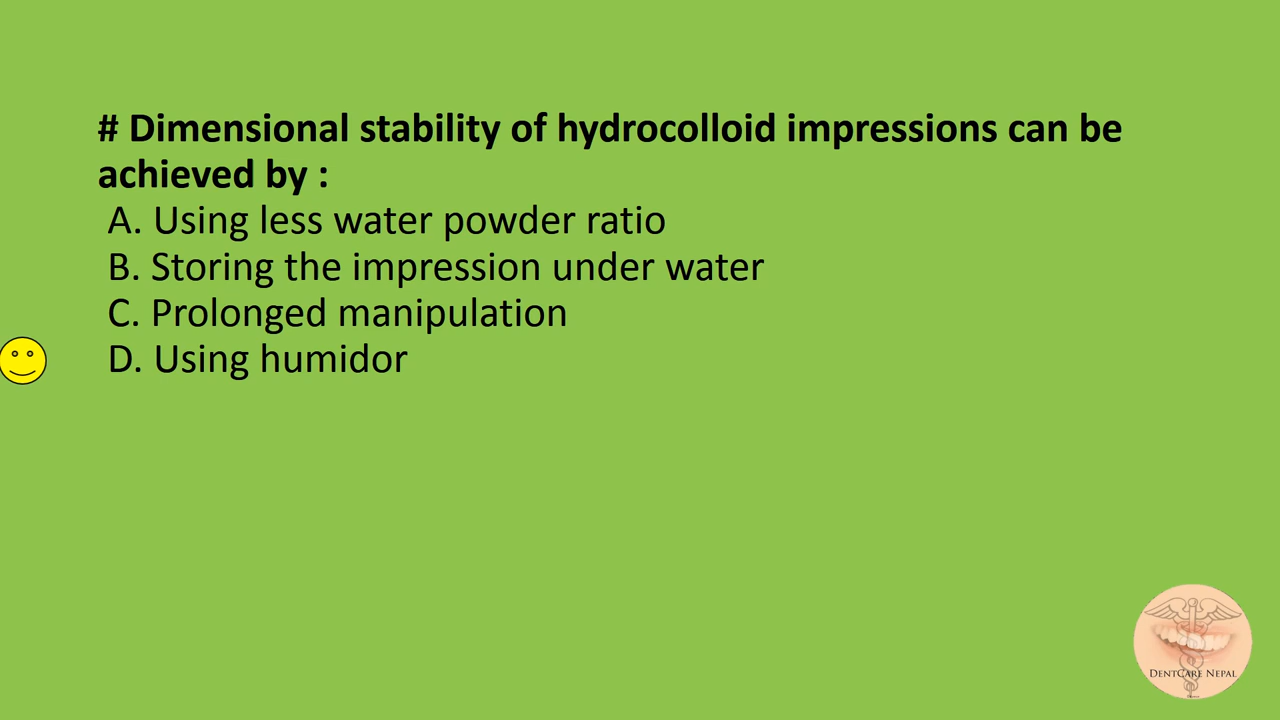 # Dimensional stability of hydrocolloid impressions can be
achieved by :
A. Using less water powder ratio
B. Storing the impression under water
C. Prolonged manipulation
D. Using humidor
DENTCARE NEPAL